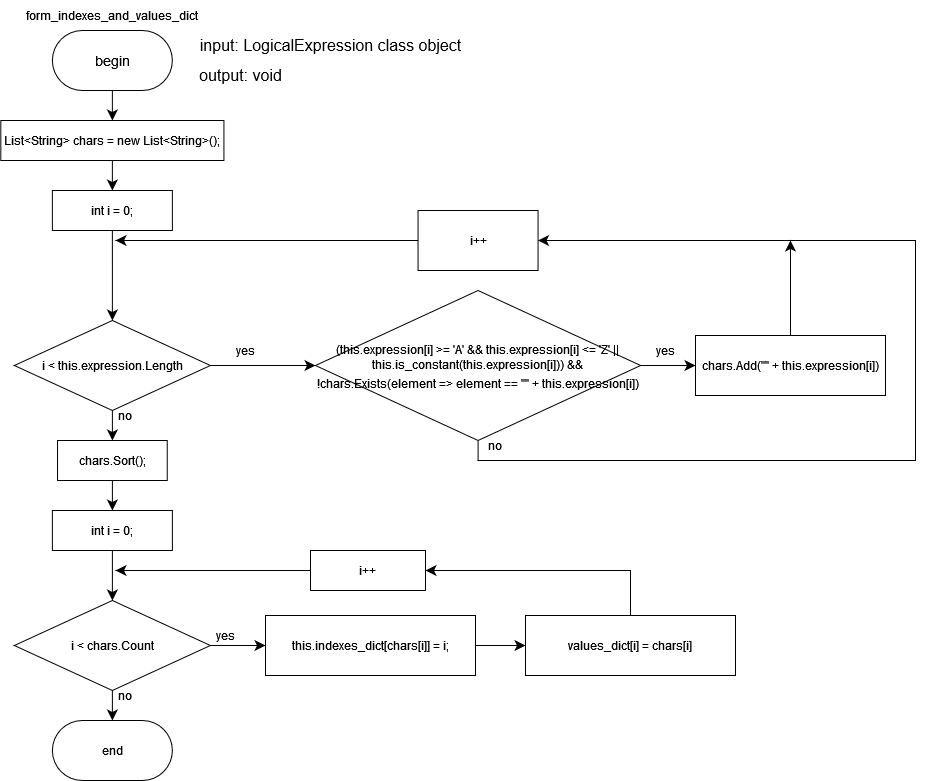 form_indexes_and_values_dict
input: LogicalExpression class object
begin
output: void
List<String> chars = new List<String>();
int i = 0;
i++
i < this.expression.Length
yes
(this.expression[i] >= 'A' && this.expression[i] <= 'Z' ||
this.is_constant(this.expression[i])) &&
!chars.Exists(element => element == "" + this.expression[i])
yes
chars.Add("" + this.expression[i])
no
no
chars.Sort();
int i = 0;
i++
i < chars.Count
yes
this.indexes_dict[chars[i]] = i;
values_dict[i] = chars[i]
no
end